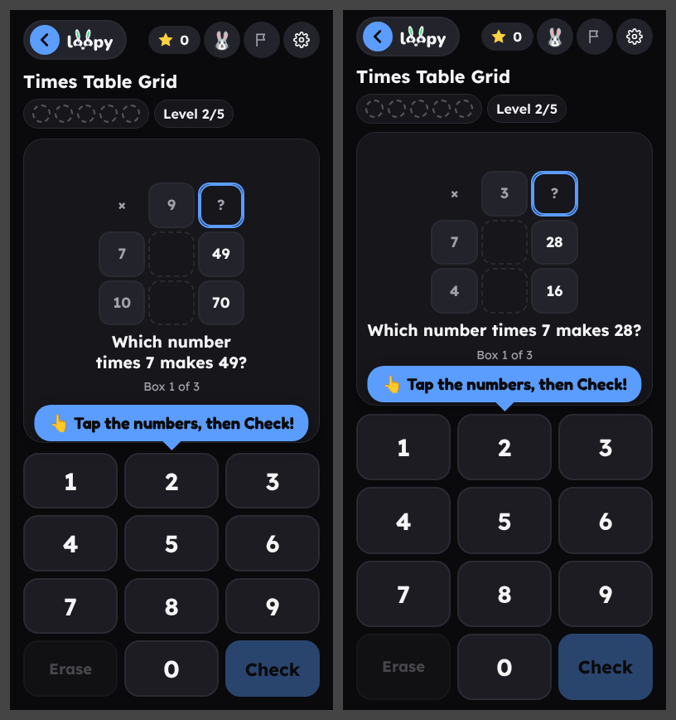 loopy
0
Times Table Grid
Level 2/5
× 9 ?
7 49
10 70
Which number
times 7 makes 49?
Box 1 of 3
Tap the numbers, then Check!
1 2 3
4 5 6
7 8 9
Erase 0 Check
loopy
0
Times Table Grid
Level 2/5
× 3 ?
7 28
4 16
Which number times 7 makes 28?
Box 1 of 3
Tap the numbers, then Check!
1 2 3
4 5 6
7 8 9
Erase 0 Check